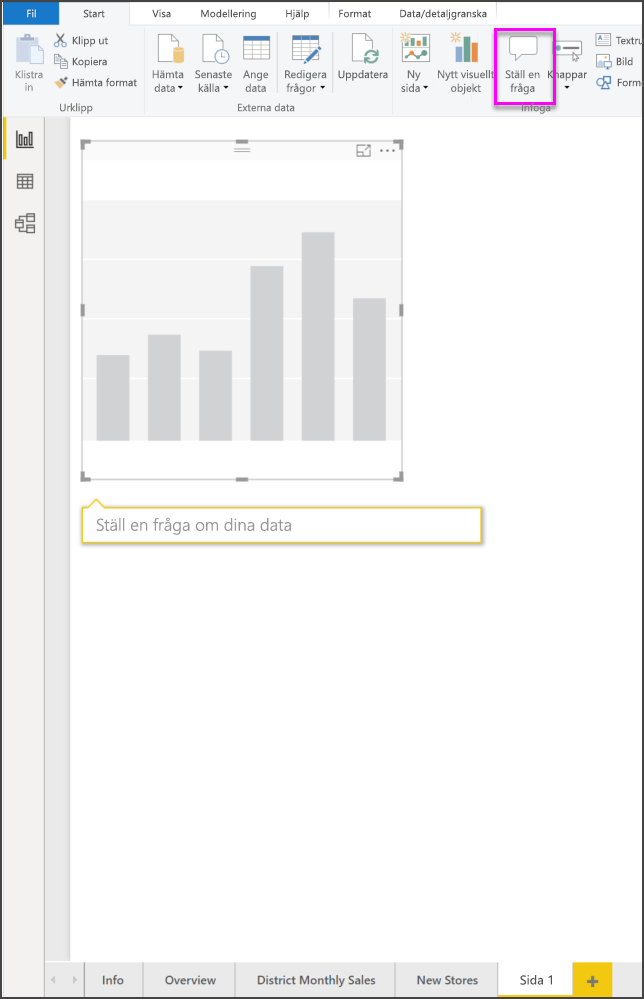 Fil Start Visa Modellering Hjälp Format Data/detaljgranska
Klistra in
Klipp ut
Kopiera
Hämta format
Urklipp
Hämta data
Senaste källa
Ange data
Redigera frågor
Uppdatera
Externa data
Ny sida
Nytt visuellt objekt
Ställ en fråga
Knappar
Textru
Bild
Form
Infoga
Ställ en fråga om dina data
Info Overview District Monthly Sales New Stores Sida 1 +